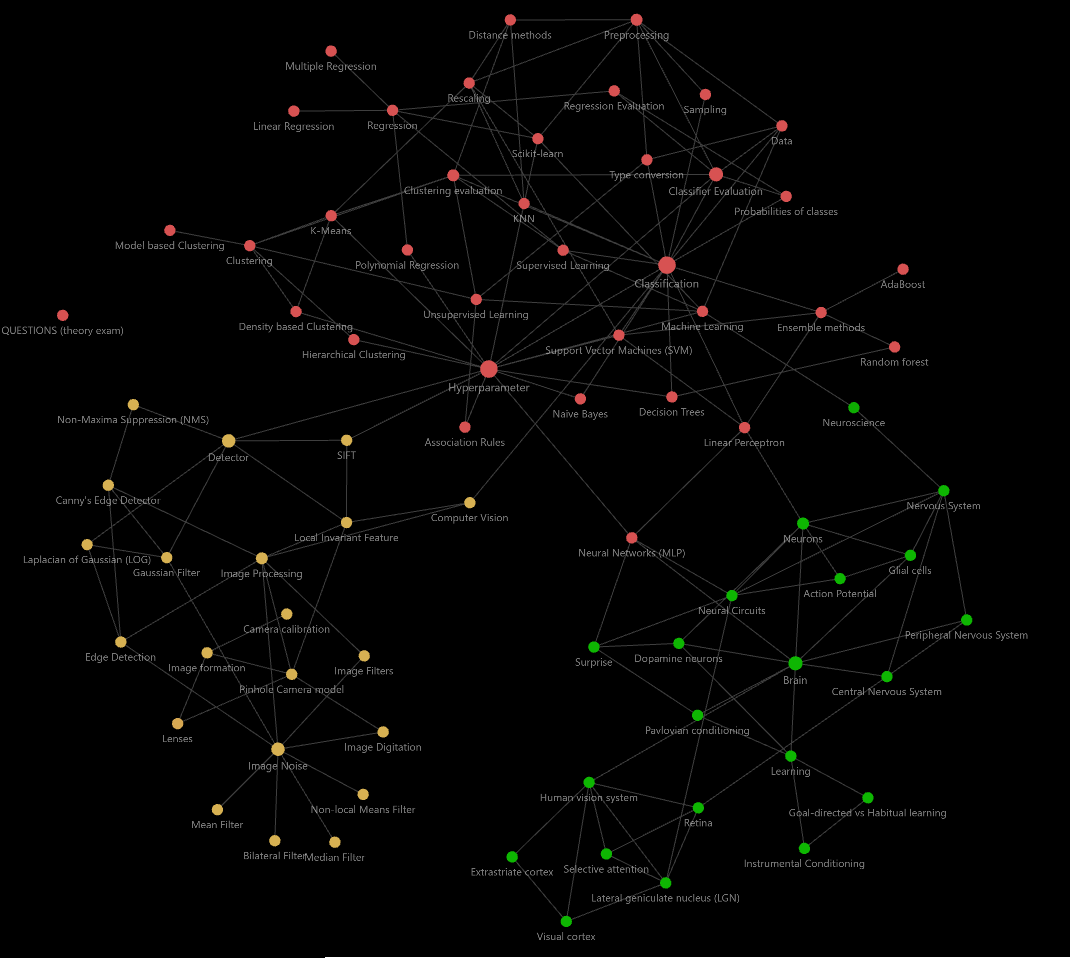 Distance methods
Preprocessing
Multiple Regression
Rescaling
Regression Evaluation
Sampling
Linear Regression
Regression
Data
Scikit-learn
Type conversion
Clustering evaluation
Classifier Evaluation
Probabilities of classes
KNN
K-Means
Model based Clustering
Clustering
Polynomial Regression
Supervised Learning
Classification
AdaBoost
QUESTIONS (theory exam)
Density based Clustering
Unsupervised Learning
Machine Learning
Ensemble methods
Hierarchical Clustering
Support Vector Machines (SVM)
Random forest
Hyperparameter
Naive Bayes
Decision Trees
Non-Maxima Suppression (NMS)
Neuroscience
Association Rules
Linear Perceptron
Detector
SIFT
Canny's Edge Detector
Nervous System
Computer Vision
Local Invariant Feature
Neurons
Laplacian of Gaussian (LOG)
Gaussian Filter
Image Processing
Neural Networks (MLP)
Glial cells
Action Potential
Neural Circuits
Camera calibration
Peripheral Nervous System
Edge Detection
Image formation
Image Filters
Surprise
Dopamine neurons
Pinhole Camera model
Brain
Central Nervous System
Pavlovian conditioning
Lenses
Image Digitation
Image Noise
Learning
Human vision system
Non-local Means Filter
Goal-directed vs Habitual learning
Mean Filter
Retina
Bilateral Filter
Median Filter
Instrumental Conditioning
Extrastriate cortex
Selective attention
Lateral geniculate nucleus (LGN)
Visual cortex